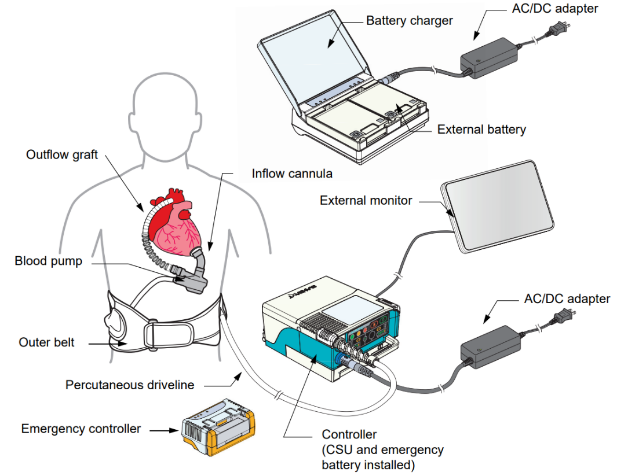 AC/DC adapter
Battery charger
External battery
Outflow graft
Inflow cannula
External monitor
Blood pump
AC/DC adapter
Outer belt
Percutaneous driveline
Emergency controller
Controller
(CSU and emergency
battery installed)